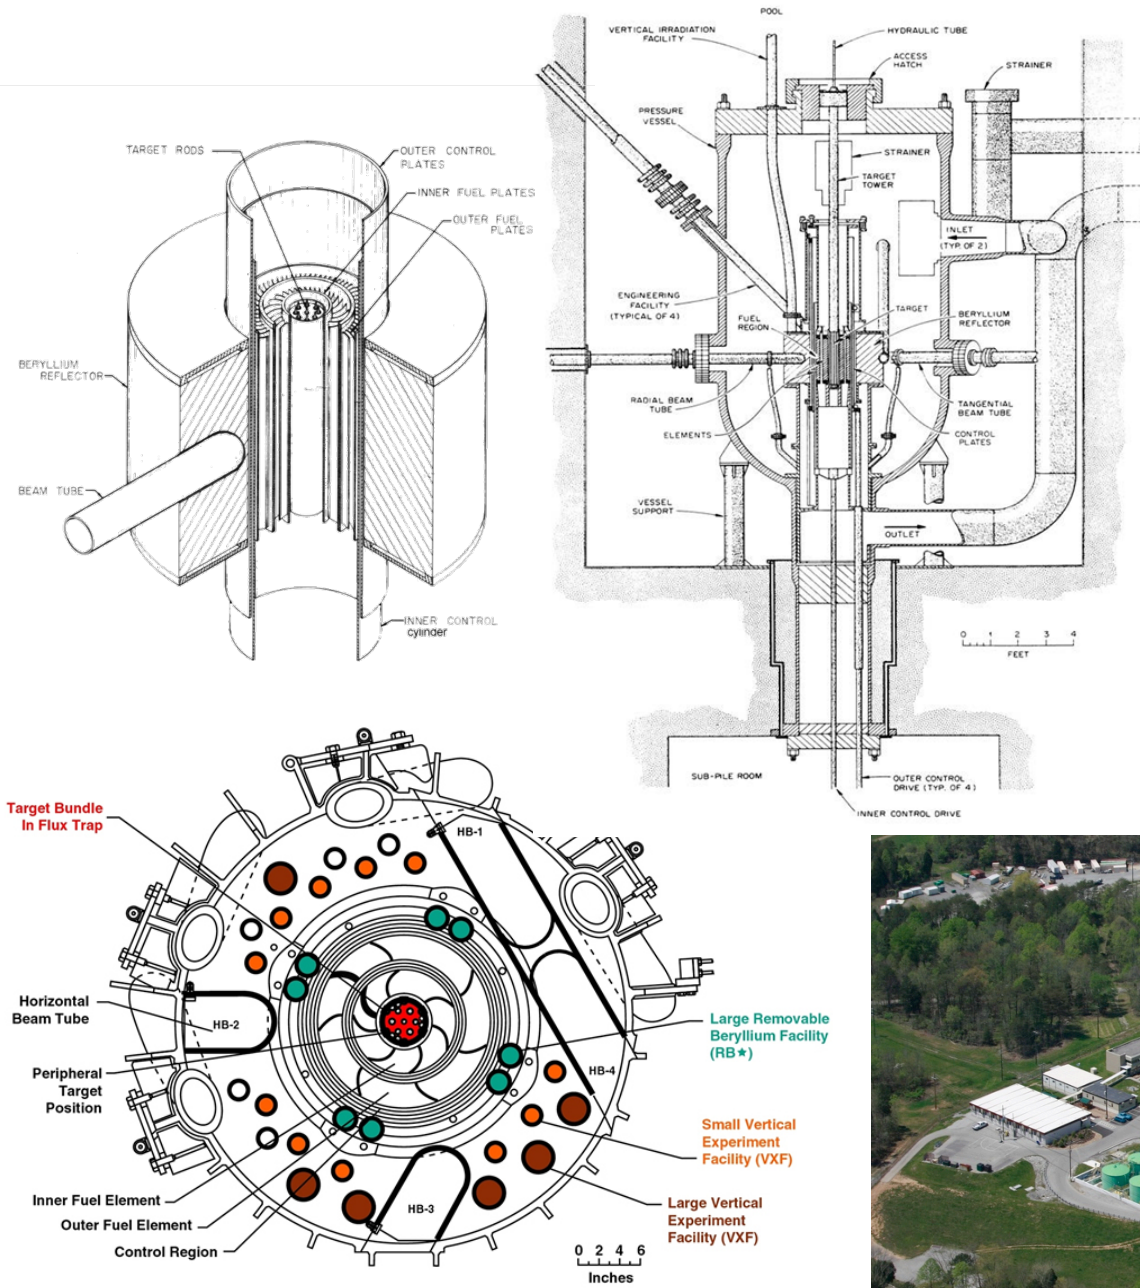 TARGET RODS
OUTER CONTROL
PLATES
INNER FUEL PLATES
OUTER FUEL
PLATES
BERYLLIUM
REFLECTOR
BEAM TUBE
INNER CONTROL
cylinder
POOL
VERTICAL IRRADIATION
FACILITY
HYDRAULIC TUBE
ACCESS
HATCH
STRAINER
PRESSURE
VESSEL
STRAINER
TARGET
TOWER
INLET
(TYP. OF 2)
ENGINEERING
FACILITY
(TYPICAL OF 4)
FUEL
REGION
TARGET
BERYLLIUM
REFLECTOR
RADIAL BEAM
TUBE
TANGENTIAL
BEAM TUBE
ELEMENTS
CONTROL
PLATES
VESSEL
SUPPORT
OUTLET
0 1 2 3 4
FEET
SUB-PILE ROOM
OUTER CONTROL
DRIVE (TYP. OF 4)
INNER CONTROL DRIVE
Target Bundle
In Flux Trap
HB-1
Horizontal
Beam Tube
HB-2
Large Removable
Beryllium Facility
(RB★)
HB-4
Peripheral
Target
Position
Small Vertical
Experiment
Facility (VXF)
Inner Fuel Element
Outer Fuel Element
Control Region
HB-3
Large Vertical
Experiment
Facility (VXF)
0 2 4 6
Inches